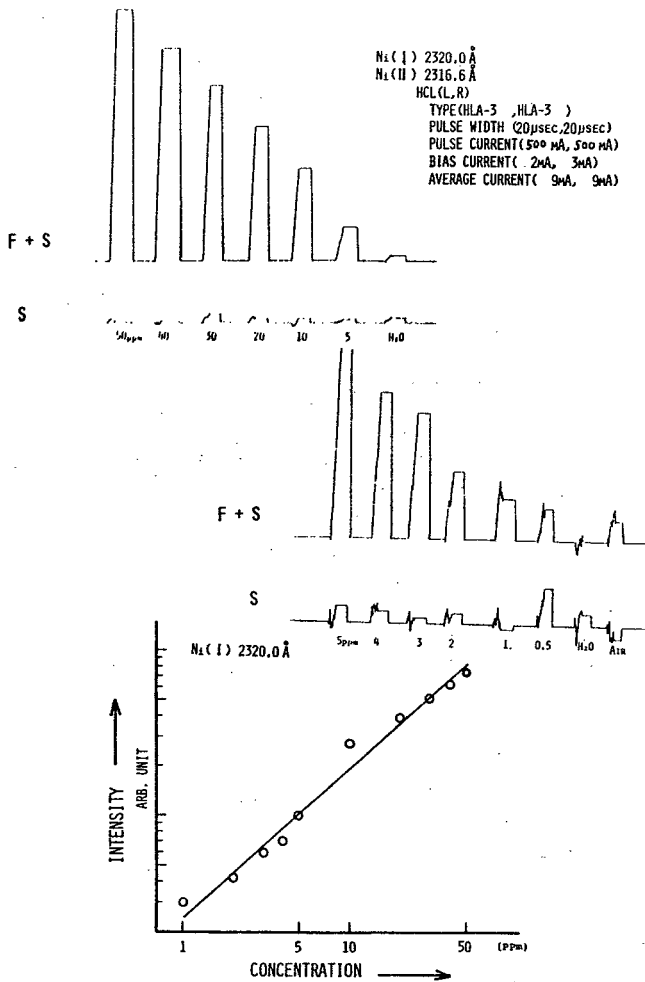 Ni(I) 2320.0Å
Ni(II) 2316.6Å
HCL(L,R)
TYPE(HLA-3 ,HLA-3 )
PULSE WIDTH (20µSEC,20µSEC)
PULSE CURRENT(500 MA, 500 MA)
BIAS CURRENT( 2MA, 3MA)
AVERAGE CURRENT( 9MA, 9MA)
F + S
S
50ppm 40 30 20 10 5 H2O
F + S
S
5ppm 4 3 2 1. 0.5 H2O AIR
Ni(I) 2320.0Å
INTENSITY
ARB. UNIT
1 5 10 50 (PPm)
CONCENTRATION